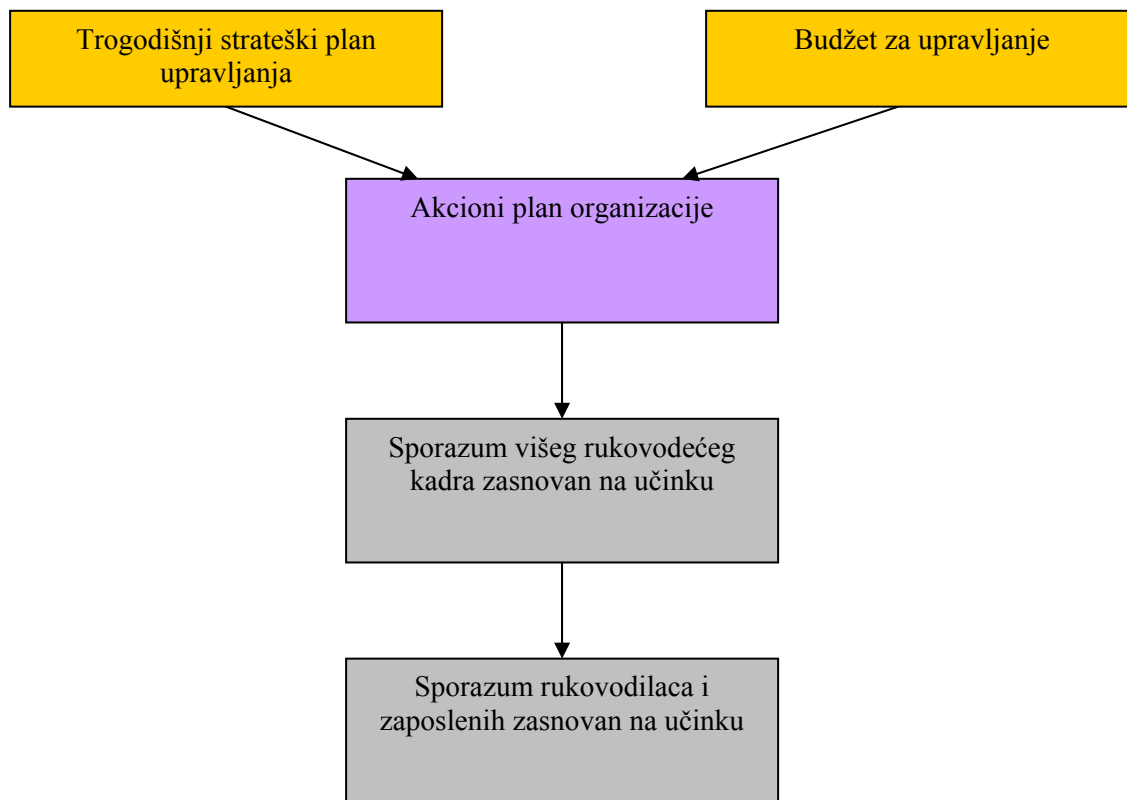 Trogodišnji strateški plan
upravljanja
Budžet za upravljanje
Akcioni plan organizacije
Sporazum višeg rukovodećeg
kadra zasnovan na učinku
Sporazum rukovodilaca i
zaposlenih zasnovan na učinku